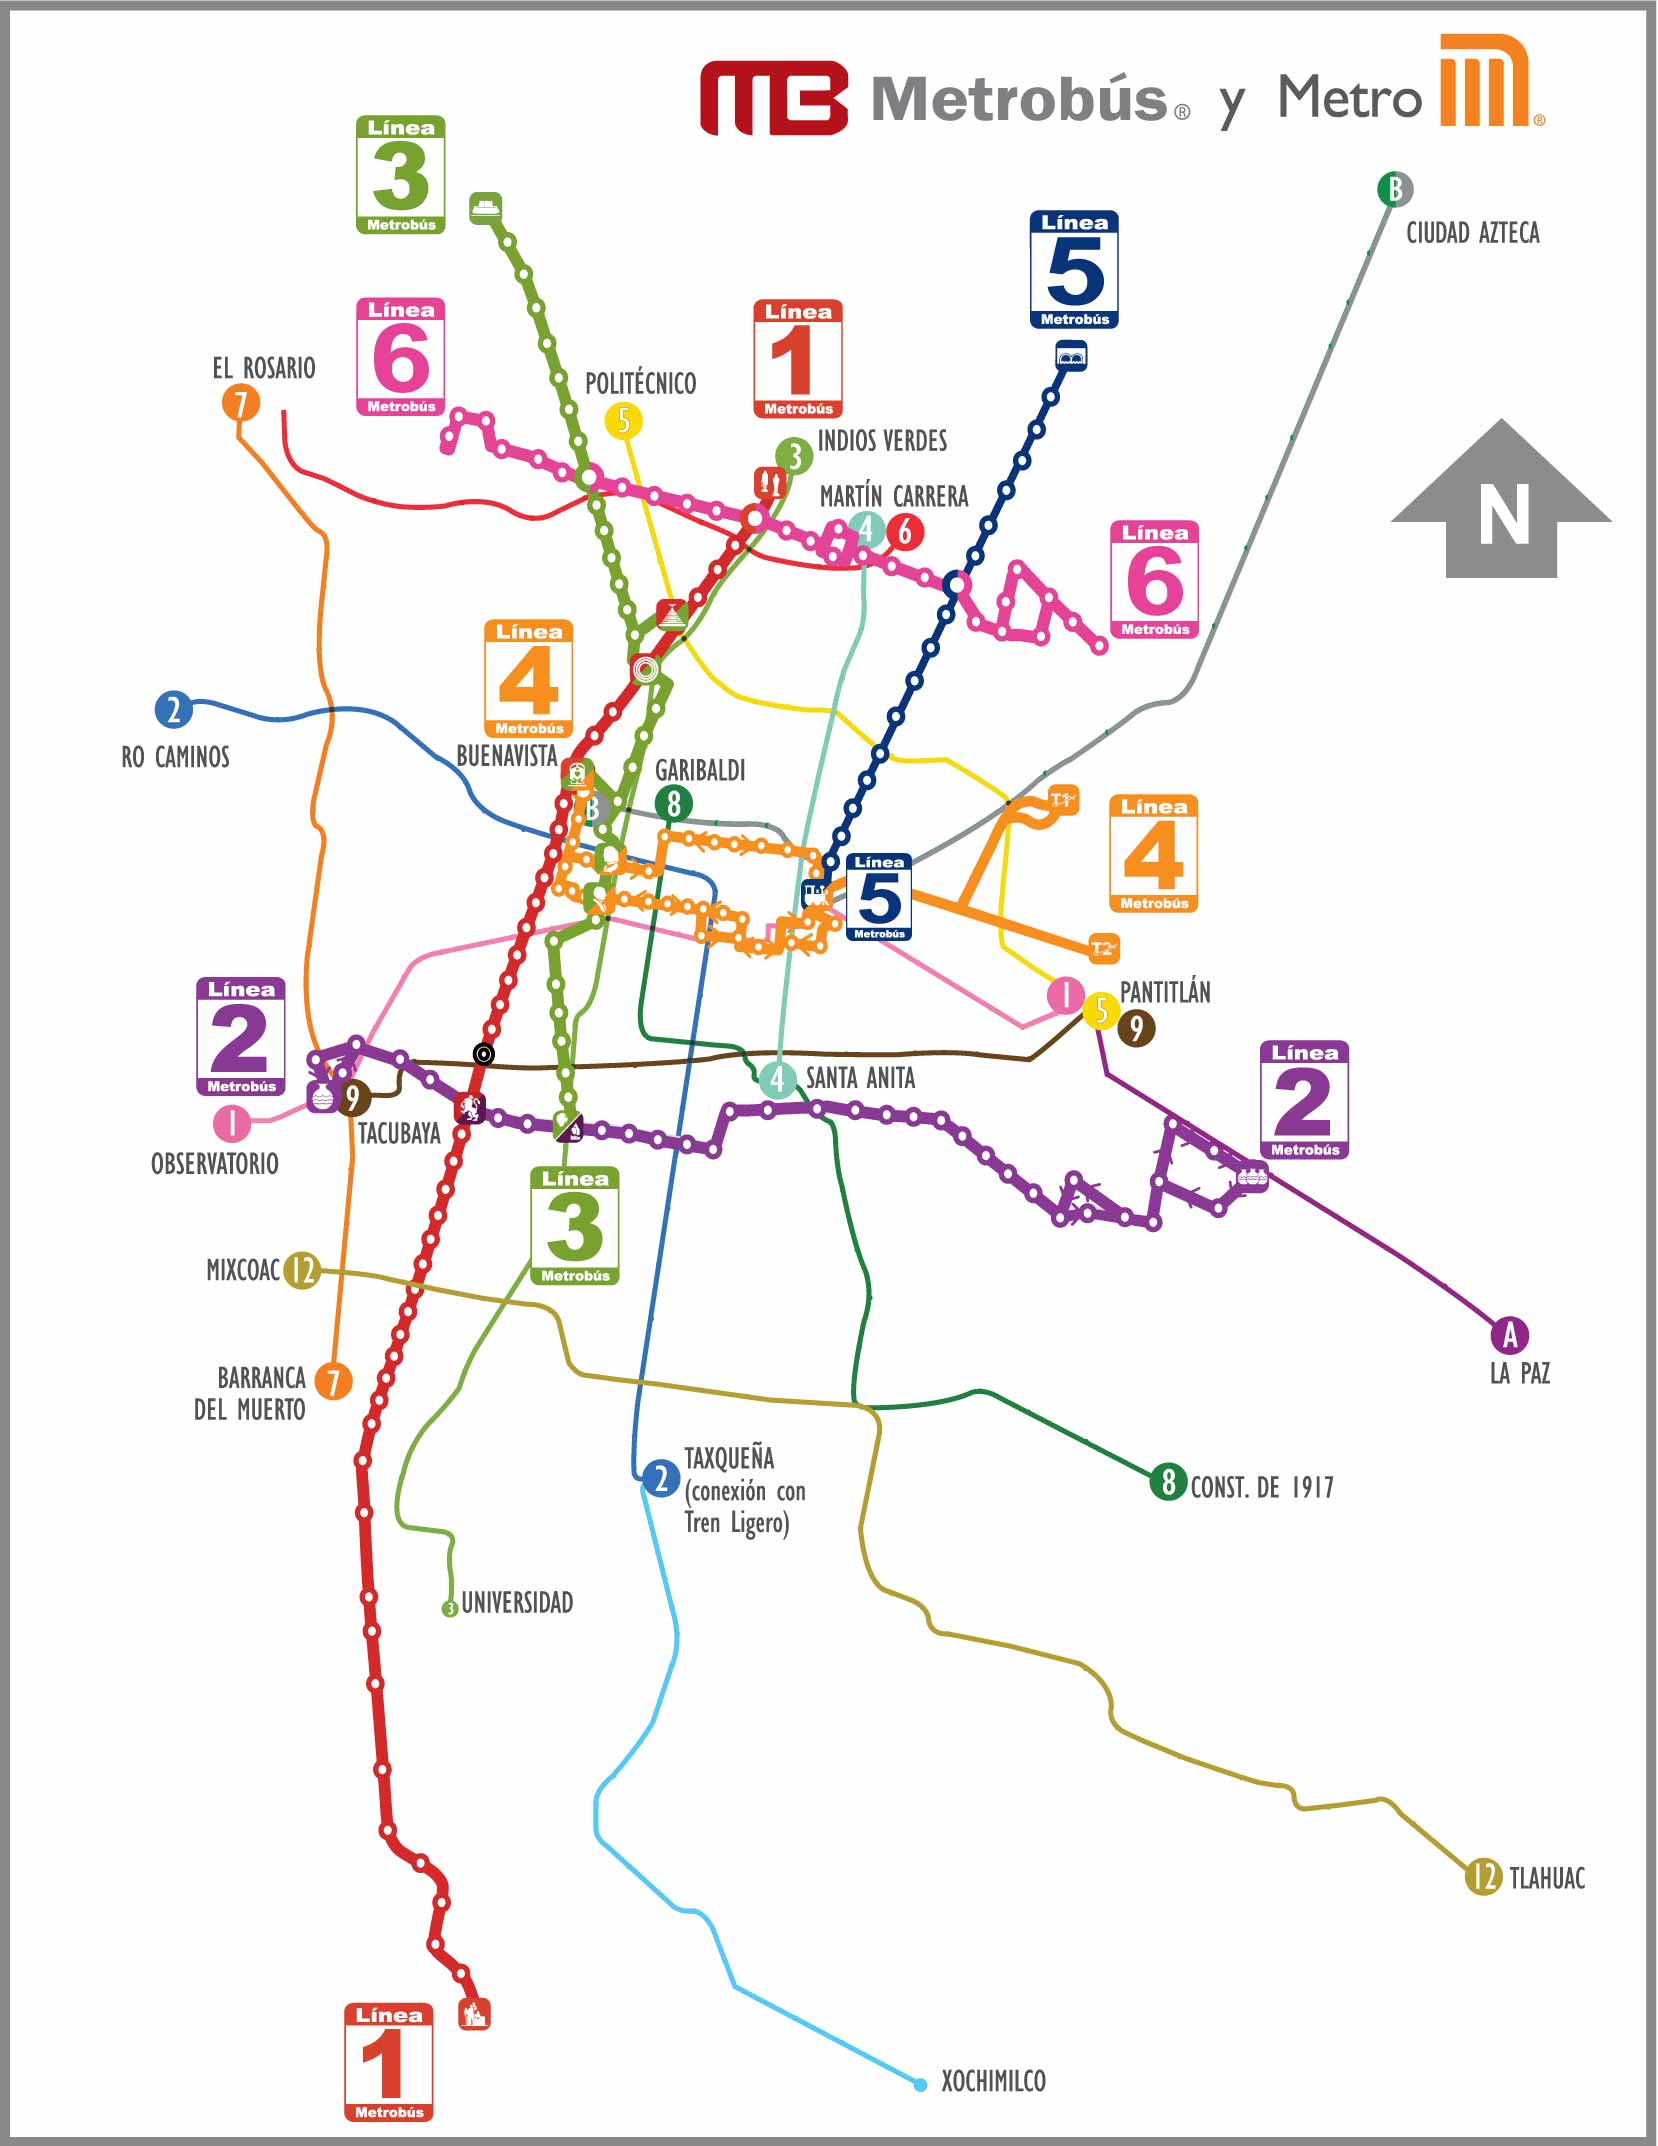 MB Metrobús® y Metro ®
Línea
3
Metrobús
B
CIUDAD AZTECA
Línea
5
Metrobús
Línea
6
Metrobús
Línea
1
Metrobús
EL ROSARIO
7
POLITÉCNICO
5
INDIOS VERDES
3
MARTÍN CARRERA
4
6
N
Línea
6
Metrobús
Línea
4
Metrobús
2
RO CAMINOS
BUENAVISTA
B
GARIBALDI
8
T1
Línea
4
Metrobús
Línea
5
Metrobús
T2
1
5
PANTITLÁN
9
Línea
2
Metrobús
9
TACUBAYA
1
OBSERVATORIO
4
SANTA ANITA
Línea
2
Metrobús
Línea
3
Metrobús
MIXCOAC
12
BARRANCA
DEL MUERTO
7
A
LA PAZ
2
TAXQUEÑA
(conexión con
Tren Ligero)
8
CONST. DE 1917
3
UNIVERSIDAD
12
TLAHUAC
Línea
1
Metrobús
XOCHIMILCO